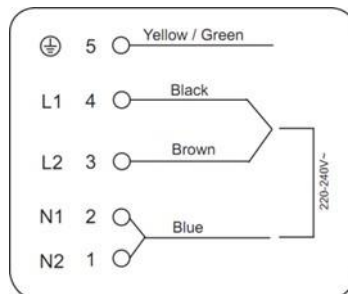 5 Yellow / Green
L1 4 Black
L2 3 Brown
N1 2
Blue
N2 1
220-240V~